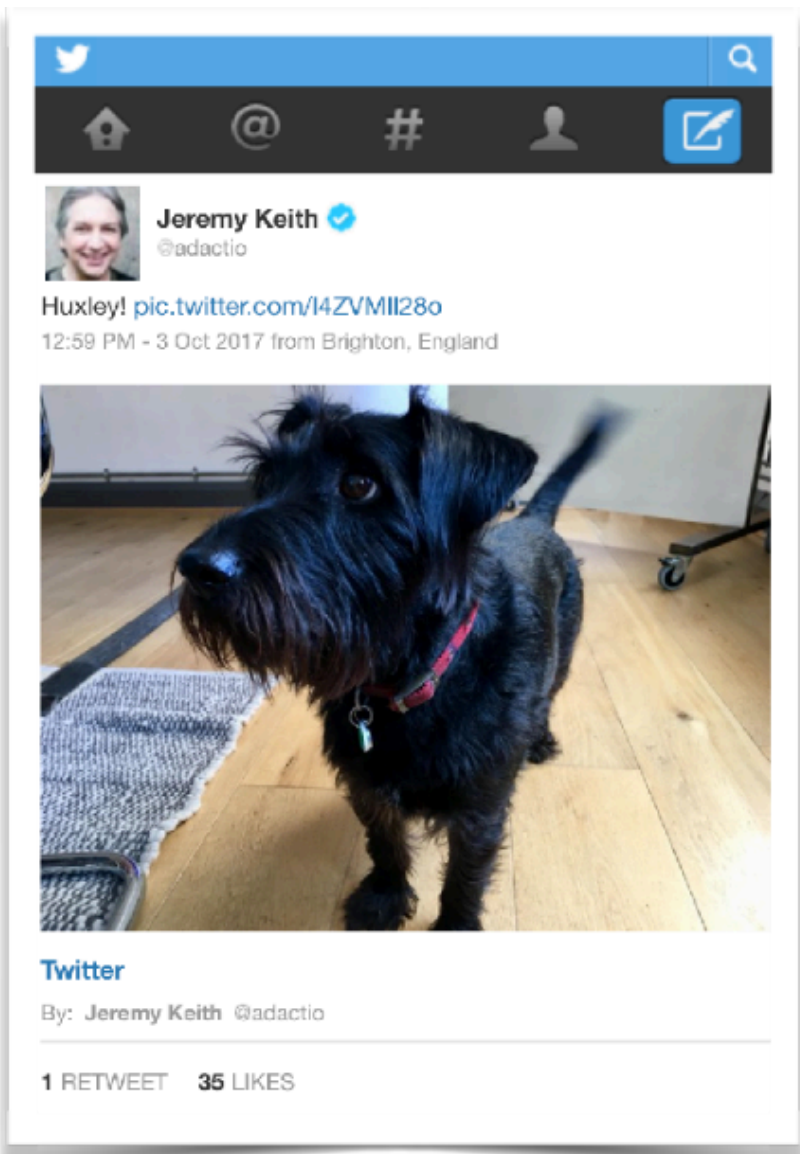 Jeremy Keith
@adactio
Huxley! pic.twitter.com/I4ZVMII28o
12:59 PM - 3 Oct 2017 from Brighton, England
Twitter
By: Jeremy Keith @adactio
1 RETWEET 35 LIKES